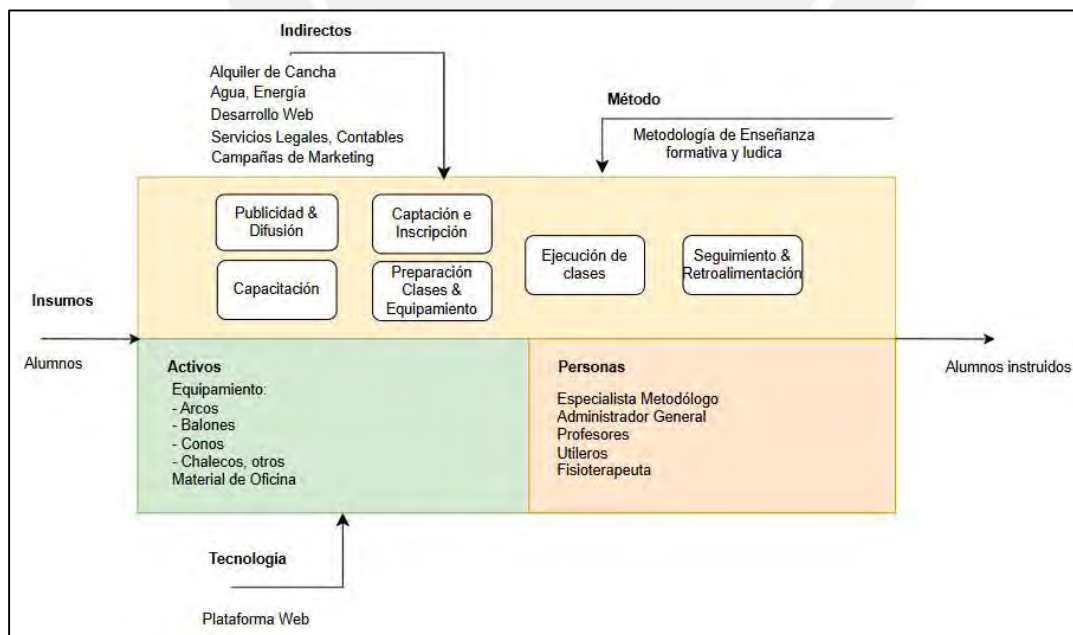 Indirectos
Alquiler de Cancha
Agua, Energía
Desarrollo Web
Servicios Legales, Contables
Campañas de Marketing
Método
Metodología de Enseñanza
formativa y ludica
Publicidad &
Difusión
Captación e
Inscripción
Capacitación
Preparación
Clases &
Equipamiento
Ejecución de
clases
Seguimiento &
Retroalimentación
Insumos
Alumnos
Alumnos instruidos
Activos
Equipamiento:
- Arcos
- Balones
- Conos
- Chalecos, otros
Material de Oficina
Personas
Especialista Metodólogo
Administrador General
Profesores
Utileros
Fisioterapeuta
Tecnología
Plataforma Web